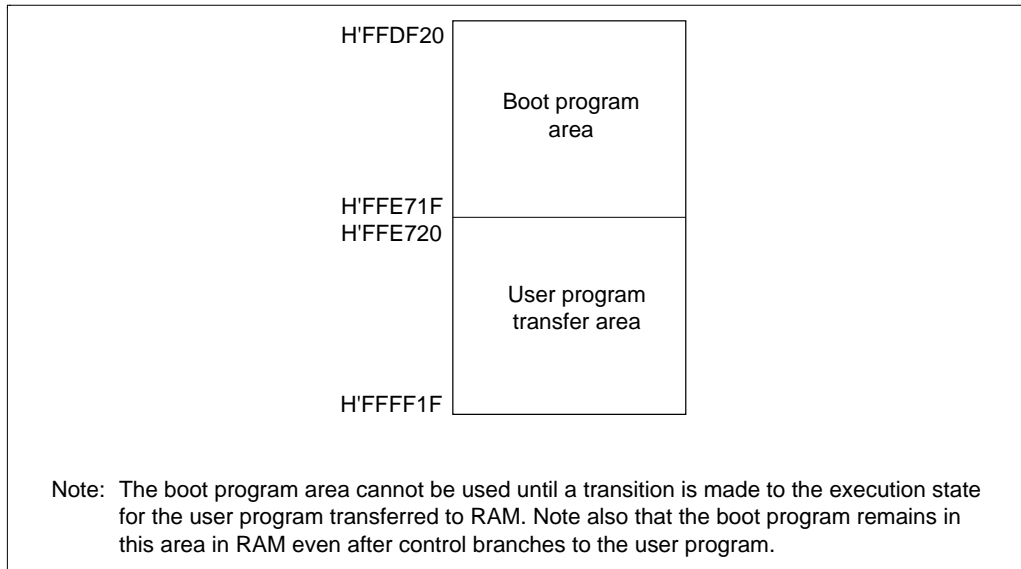 H'FFDF20
Boot program
area
H'FFE71F
H'FFE720
User program
transfer area
H'FFFF1F
Note: The boot program area cannot be used until a transition is made to the execution state
for the user program transferred to RAM. Note also that the boot program remains in
this area in RAM even after control branches to the user program.